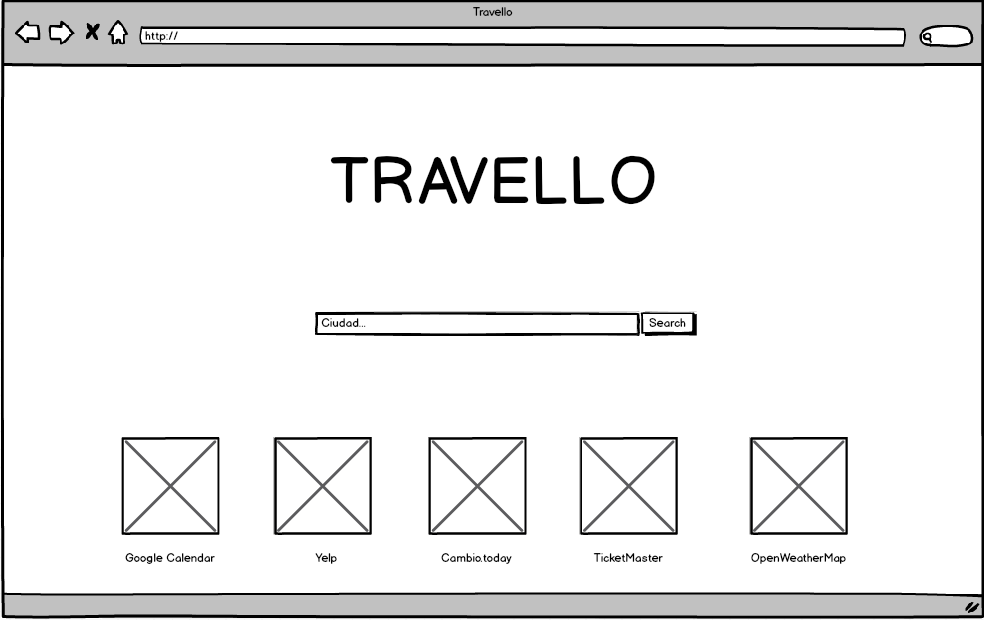 Travello
http://
TRAVELLO
Ciudad... Search
Google Calendar Yelp Cambio.today TicketMaster OpenWeatherMap